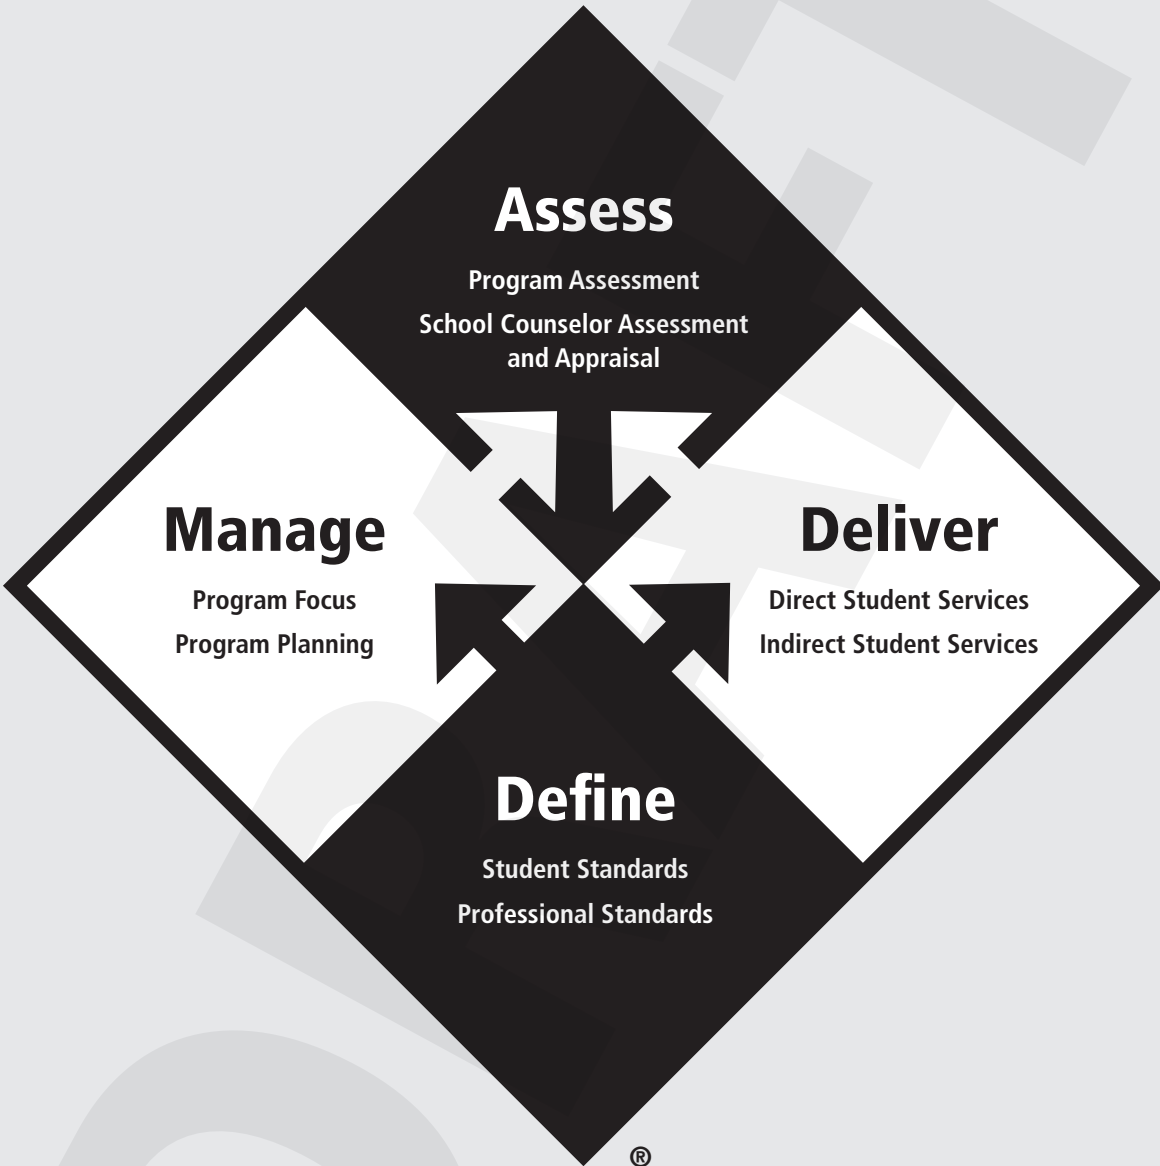 Assess
Program Assessment
School Counselor Assessment
and Appraisal
Manage
Program Focus
Program Planning
Deliver
Direct Student Services
Indirect Student Services
Define
Student Standards
Professional Standards
®
DRAFT